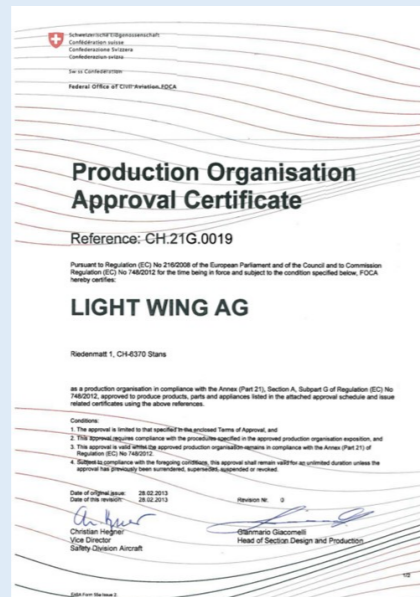 Schweizerische Eidgenossenschaft
Confédération suisse
Confederazione Svizzera
Confederaziun svizra
Swiss Confederation
Federal Office of Civil Aviation FOCA
Production Organisation
Approval Certificate
Reference: CH.21G.0019
Pursuant to Regulation (EC) No 216/2008 of the European Parliament and of the Council and to Commission
Regulation (EC) No 748/2012 for the time being in force and subject to the condition specified below, FOCA
hereby certifies:
LIGHT WING AG
Riedenmatt 1, CH-6370 Stans
as a production organisation in compliance with the Annex (Part 21), Section A, Subpart G of Regulation (EC) No
748/2012, approved to produce products, parts and appliances listed in the attached approval schedule and issue
related certificates using the above references.
Conditions:
1. The approval is limited to that specified in the enclosed Terms of Approval, and
2. This approval requires compliance with the procedures specified in the approved production organisation exposition, and
3. This approval is valid whilst the approved production organisation remains in compliance with the Annex (Part 21) of
Regulation (EC) No 748/2012.
4. Subject to compliance with the foregoing conditions, this approval shall remain valid for an unlimited duration unless the
approval has previously been surrendered, superseded, suspended or revoked.
Date of original issue: 28.02.2013
Date of this revision: 28.02.2013 Revision Nr. 0
Christian Hegner Gianmario Giacomelli
Vice Director Head of Section Design and Production
Safety Division Aircraft
1/2
EASA Form 55a Issue 2